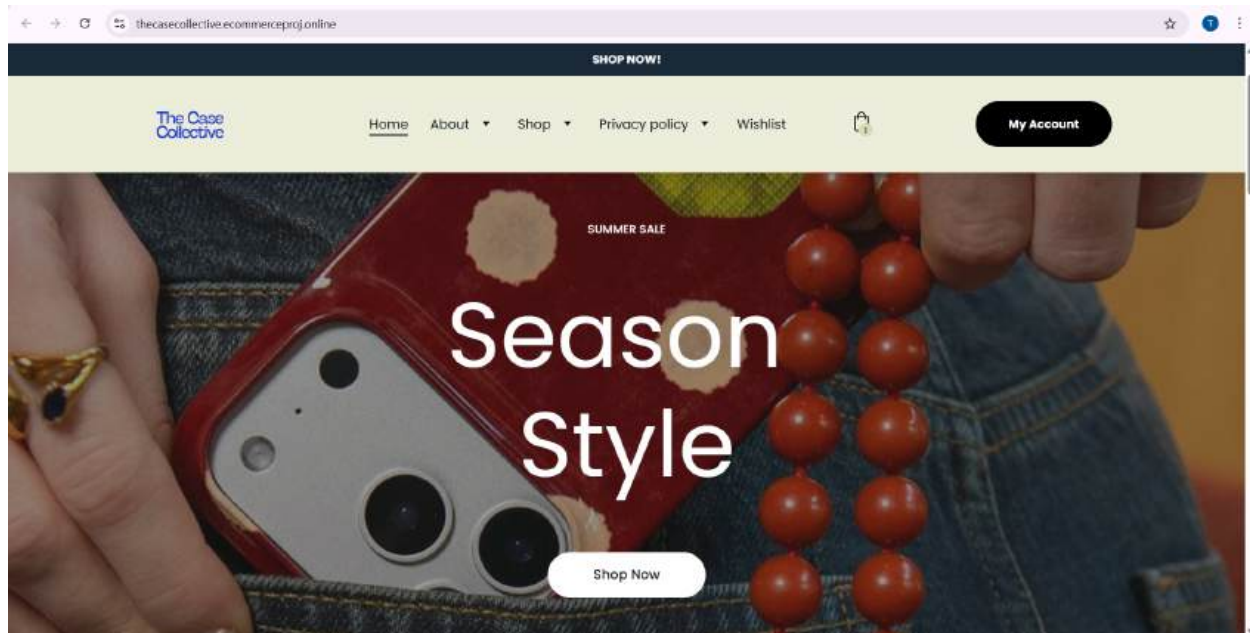 thecasecollective.ecommerceproj.online
T
SHOP NOW!
The Case
Collective
Home About Shop Privacy policy Wishlist My Account
SUMMER SALE
Season
Style
Shop Now